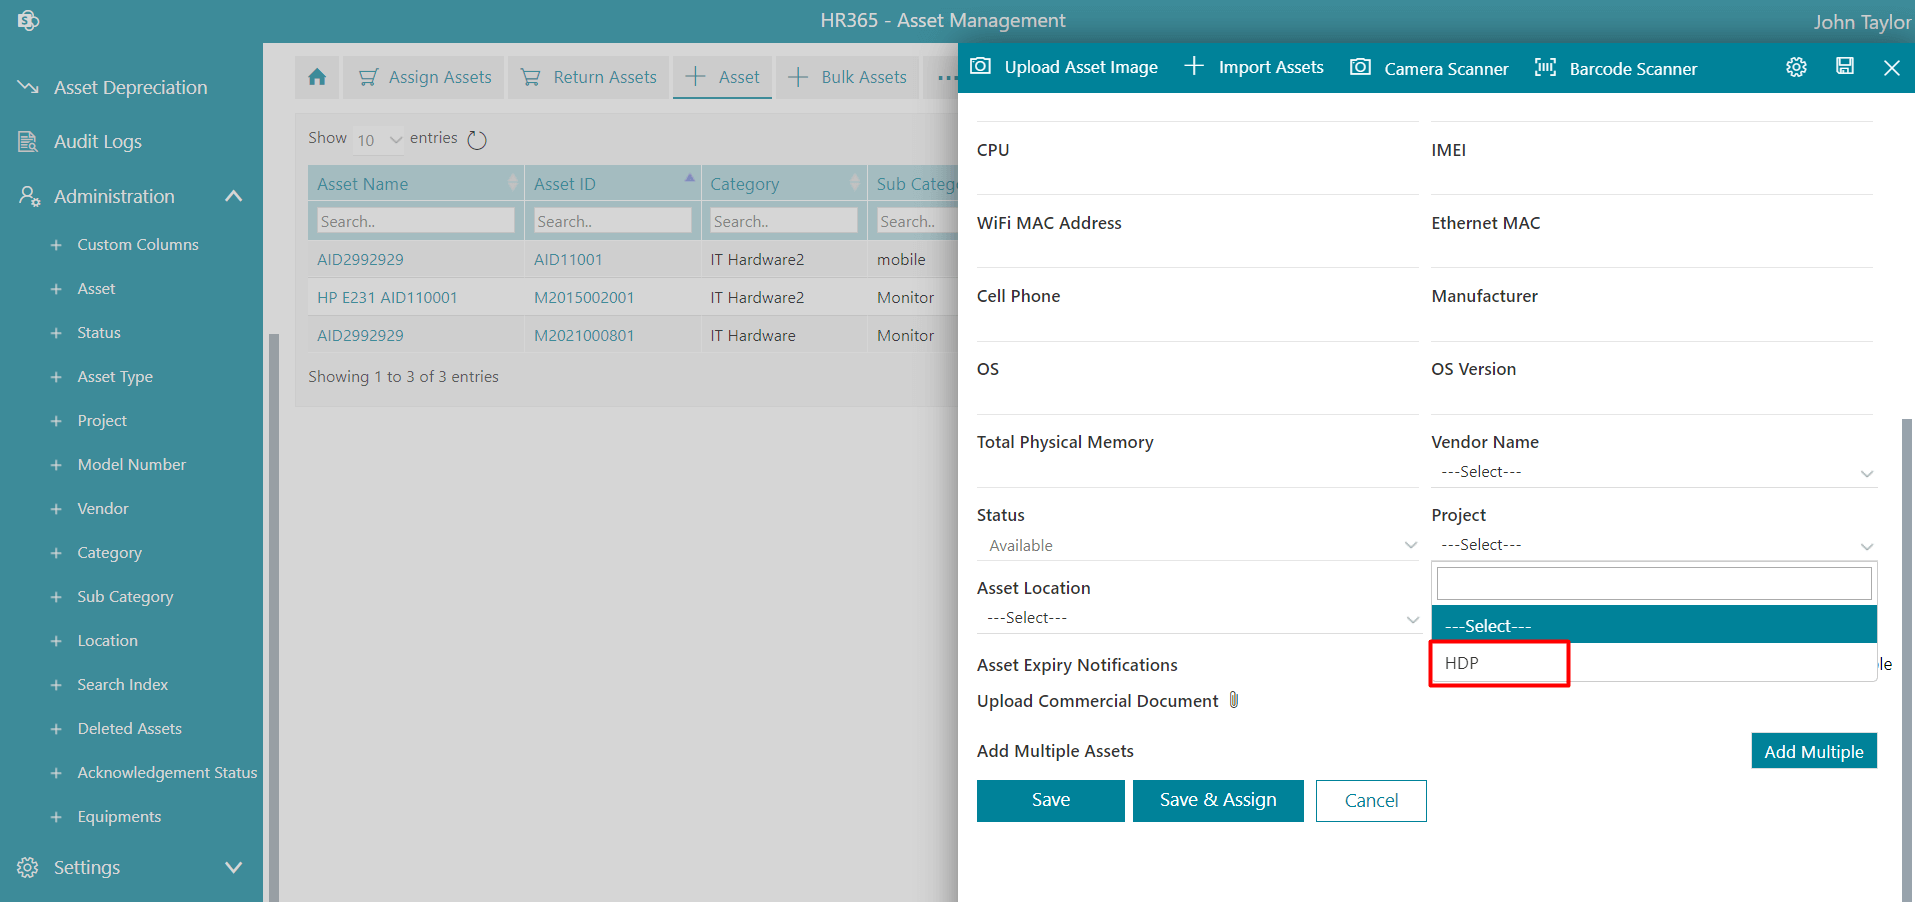 HR365 - Asset Management
John Taylor
Asset Depreciation
Audit Logs
Administration
Custom Columns
Asset
Status
Asset Type
Project
Model Number
Vendor
Category
Sub Category
Location
Search Index
Deleted Assets
Acknowledgement Status
Equipments
Settings
Assign Assets
Return Assets
Asset
Bulk Assets
Show 10 entries
Asset Name Asset ID Category Sub Categ
Search.. Search.. Search.. Search..
AID2992929 AID11001 IT Hardware2 mobile
HP E231 AID110001 M2015002001 IT Hardware2 Monitor
AID2992929 M2021000801 IT Hardware Monitor
Showing 1 to 3 of 3 entries
Upload Asset Image Import Assets Camera Scanner Barcode Scanner
CPU IMEI
WiFi MAC Address Ethernet MAC
Cell Phone Manufacturer
OS OS Version
Total Physical Memory Vendor Name
---Select---
Status Project
Available ---Select---
Asset Location
---Select---
---Select---
HDP
Asset Expiry Notifications
le
Upload Commercial Document
Add Multiple Assets Add Multiple
Save Save & Assign Cancel